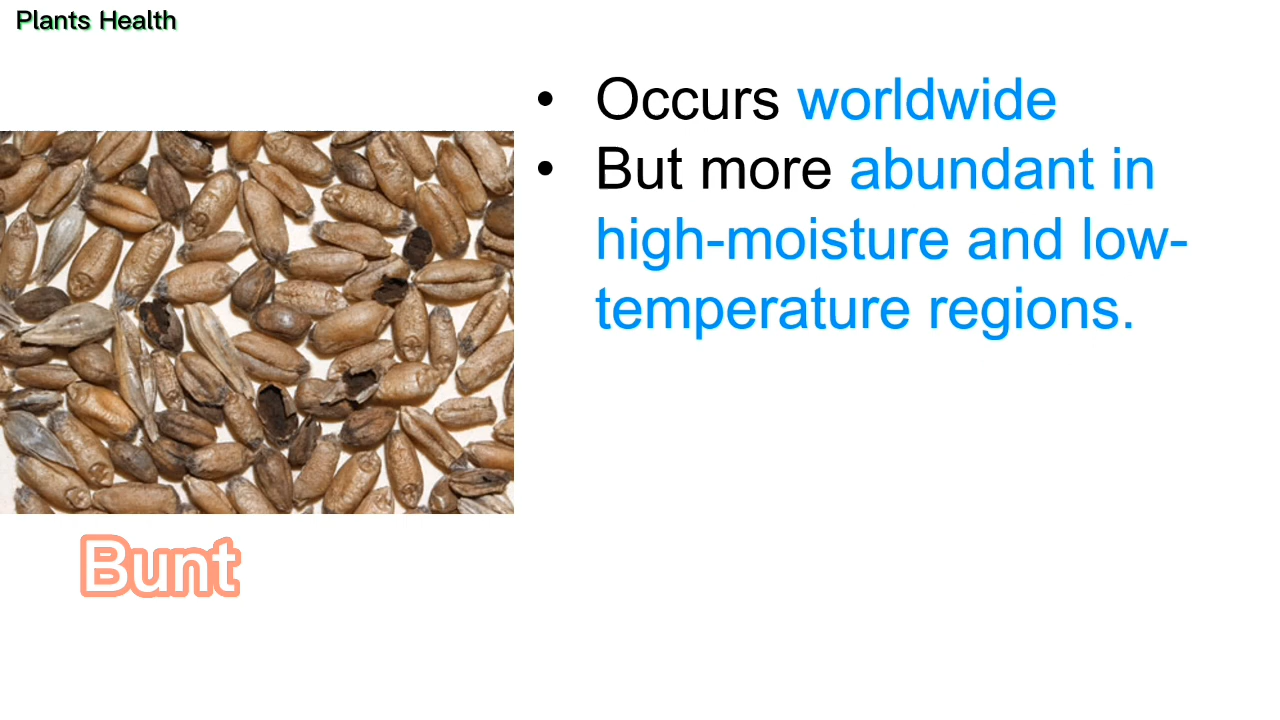 Plants Health
• Occurs worldwide
• But more abundant in
high-moisture and low-
temperature regions.
Bunt